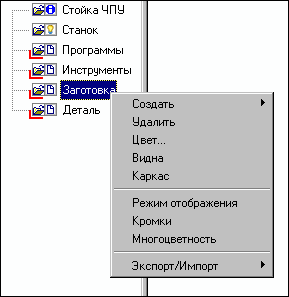 Стойка ЧПУ
Станок
Программы
Инструменты
Заготовка
Деталь
Создать
Удалить
Цвет...
Видна
Каркас
Режим отображения
Кромки
Многоцветность
Экспорт/Импорт